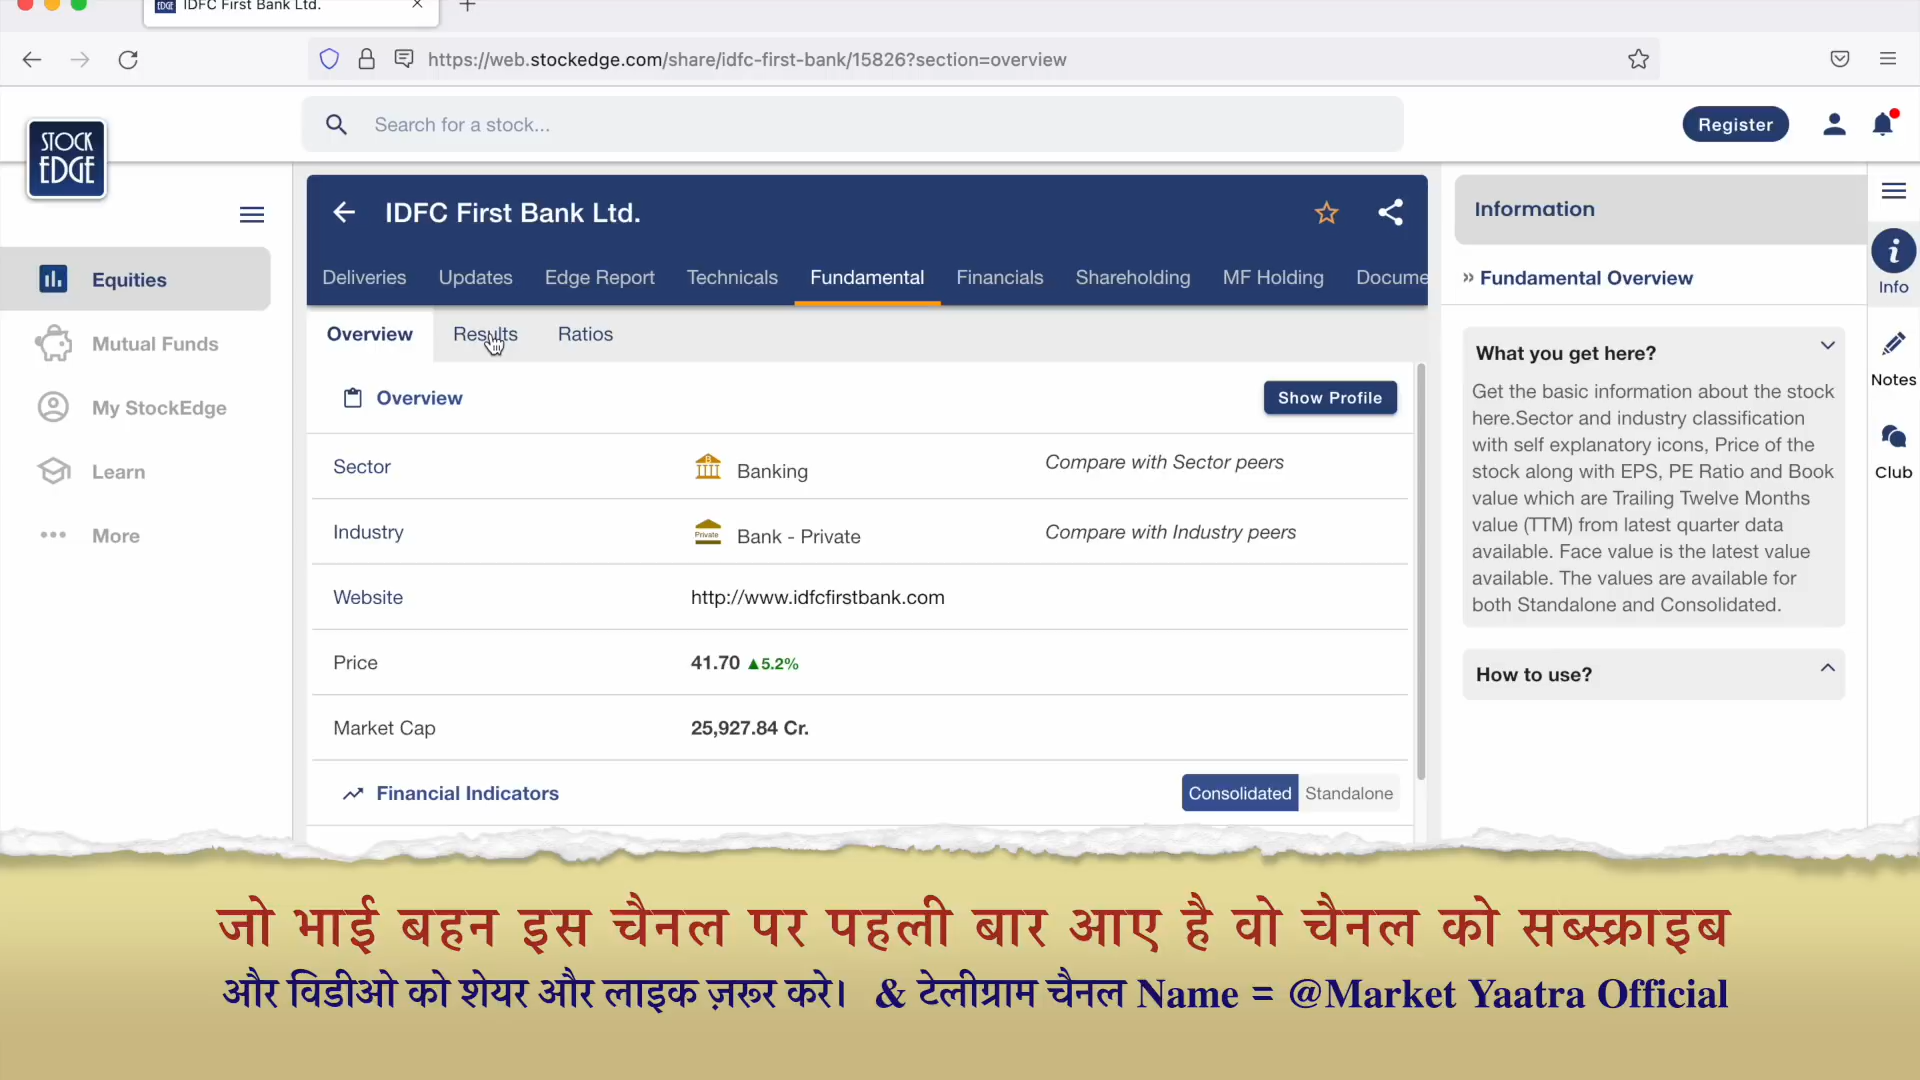 IDFC First Bank Ltd.
https://web.stockedge.com/share/idfc-first-bank/15826?section=overview
STOCK
EDGE
Search for a stock...
Register
IDFC First Bank Ltd.
Deliveries Updates Edge Report Technicals Fundamental Financials Shareholding MF Holding Docume
Overview Results Ratios
Overview
Show Profile
Sector
Banking
Compare with Sector peers
Industry
Private
Bank - Private
Compare with Industry peers
Website
http://www.idfcfirstbank.com
Price
41.70 ▲5.2%
Market Cap
25,927.84 Cr.
Financial Indicators
Consolidated Standalone
Equities
Mutual Funds
My StockEdge
Learn
More
Information
» Fundamental Overview
What you get here?
Get the basic information about the stock
here.Sector and industry classification
with self explanatory icons, Price of the
stock along with EPS, PE Ratio and Book
value which are Trailing Twelve Months
value (TTM) from latest quarter data
available. Face value is the latest value
available. The values are available for
both Standalone and Consolidated.
How to use?
Info
Notes
Club
जो भाई बहन इस चैनल पर पहली बार आए है वो चैनल को सब्स्क्राइब
और विडीओ को शेयर और लाइक ज़रूर करे। & टेलीग्राम चैनल Name = @Market Yaatra Official